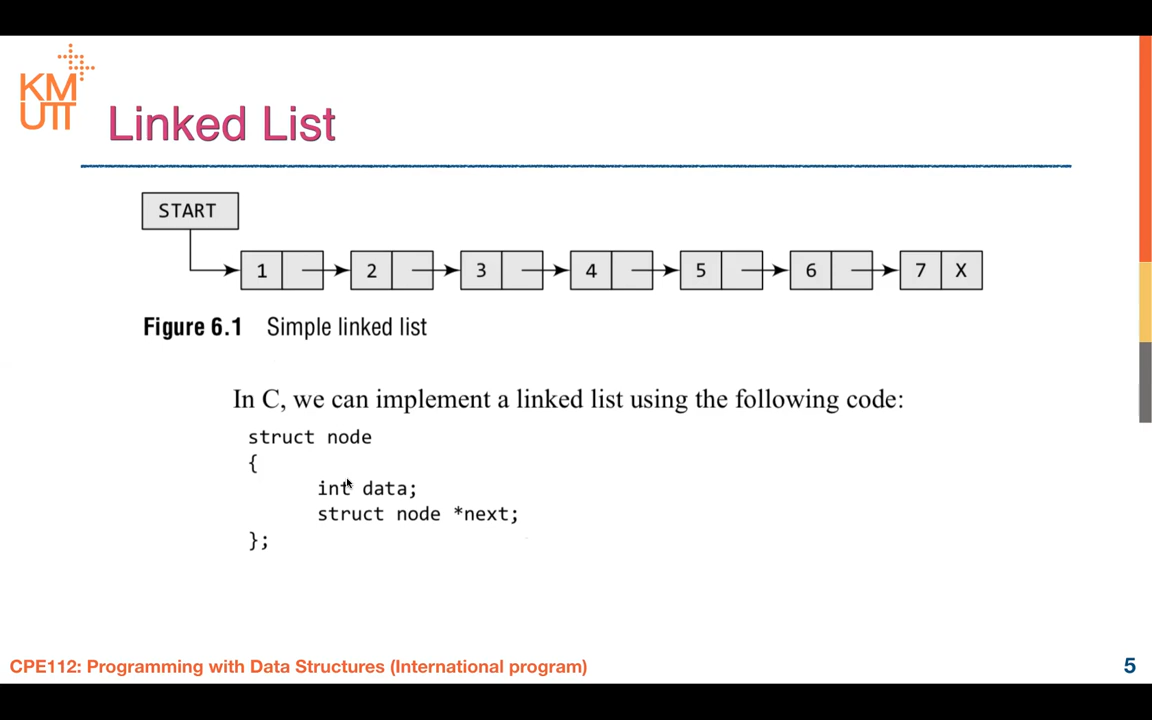 KM
UTT
Linked List
START
1 2 3 4 5 6 7 X
Figure 6.1 Simple linked list
In C, we can implement a linked list using the following code:
struct node
{
int data;
struct node *next;
};
CPE112: Programming with Data Structures (International program)
5